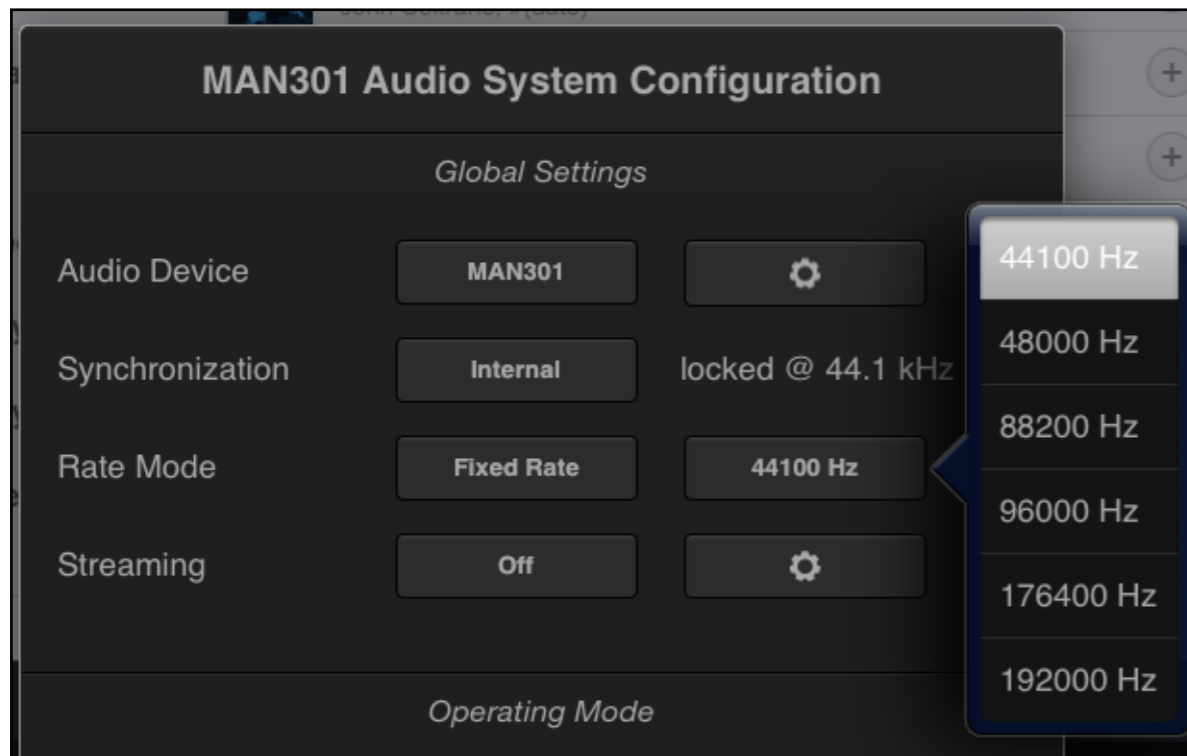 MAN301 Audio System Configuration
Global Settings
Audio Device MAN301
Synchronization Internal locked @ 44.1 kHz
Rate Mode Fixed Rate 44100 Hz
Streaming Off
Operating Mode
44100 Hz
48000 Hz
88200 Hz
96000 Hz
176400 Hz
192000 Hz